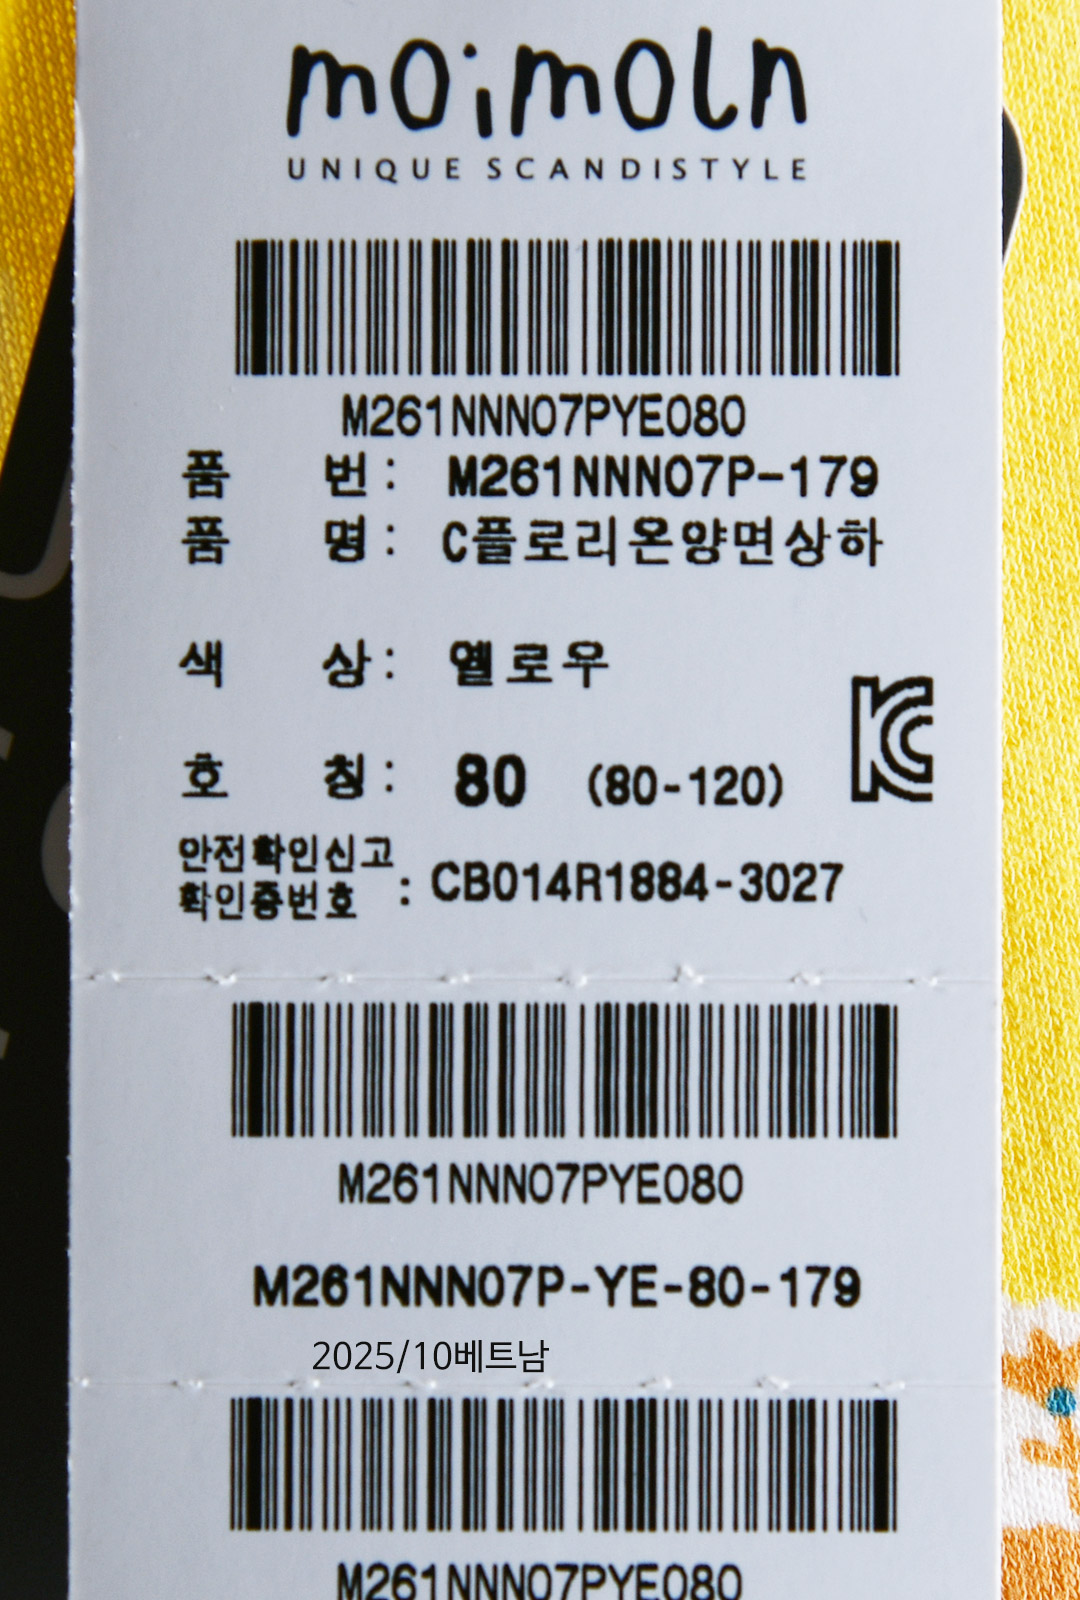 moimoln
UNIQUE SCANDISTYLE
M261NNN07PYE080
품 번 : M261NNN07P-179
품 명 : C플로리온양면상하
색 상 : 옐로우
호 칭 : 80 (80-120)
안전확인신고
확인증번호 : CB014R1884-3027
M261NNN07PYE080
M261NNN07P-YE-80-179
2025/10베트남
M261NNN07PYE080